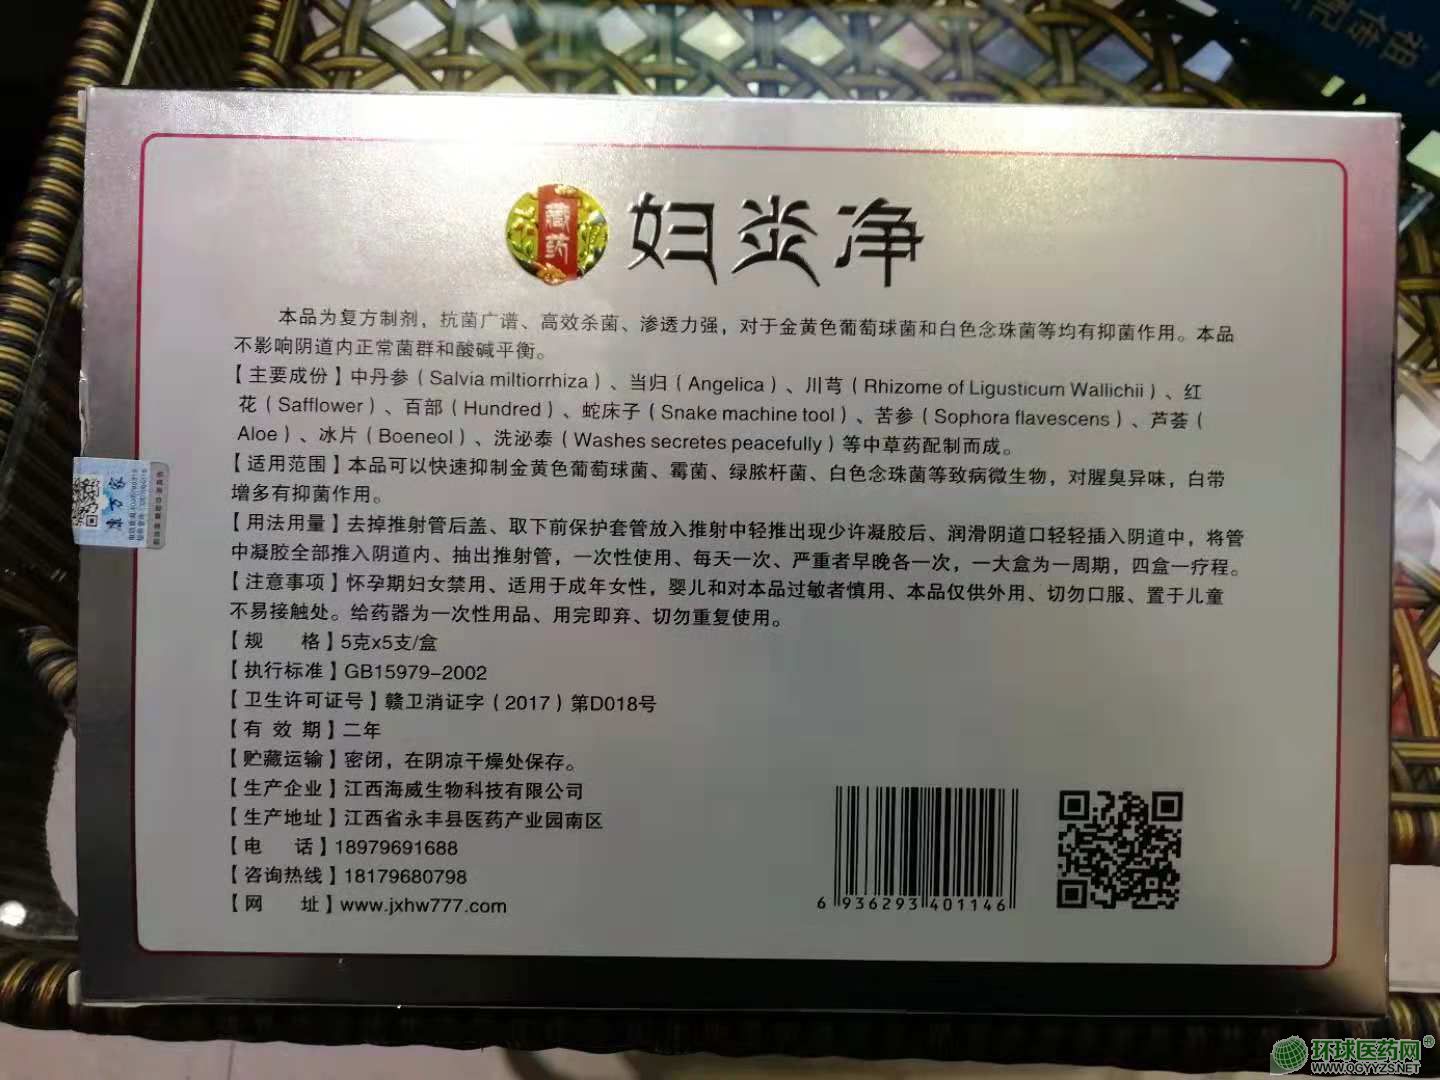 祖传配
藏药
妇炎净
本品为复方制剂，抗菌广谱、高效杀菌、渗透力强，对于金黄色葡萄球菌和白色念珠菌等均有抑菌作用。本品
不影响阴道内正常菌群和酸碱平衡。
【主要成份】中丹参（Salvia miltiorrhiza）、当归（Angelica）、川芎（Rhizome of Ligusticum Wallichii）、红
花（Safflower）、百部（Hundred）、蛇床子（Snake machine tool）、苦参（Sophora flavescens）、芦荟（
Aloe）、冰片（Boeneol）、洗泌泰（Washes secretes peacefully）等中草药配制而成。
【适用范围】本品可以快速抑制金黄色葡萄球菌、霉菌、绿脓杆菌、白色念珠菌等致病微生物，对腥臭异味，白带
增多有抑菌作用。
【用法用量】去掉推射管后盖、取下前保护套管放入推射中轻推出现少许凝胶后、润滑阴道口轻轻插入阴道中，将管
中凝胶全部推入阴道内、抽出推射管，一次性使用、每天一次、严重者早晚各一次，一大盒为一周期，四盒一疗程。
【注意事项】怀孕期妇女禁用、适用于成年女性，婴儿和对本品过敏者慎用、本品仅供外用、切勿口服、置于儿童
不易接触处。给药器为一次性用品、用完即弃、切勿重复使用。
【规 格】5克x5支/盒
【执行标准】GB15979-2002
【卫生许可证号】赣卫消证字（2017）第D018号
【有 效 期】二年
【贮藏运输】密闭，在阴凉干燥处保存。
【生产企业】江西海威生物科技有限公司
【生产地址】江西省永丰县医药产业园南区
【电 话】18979691688
【咨询热线】18179680798
【网 址】www.jxhw777.com
6 936293 401146
康万家
环球医药网®
WWW.QGYYZS.NET